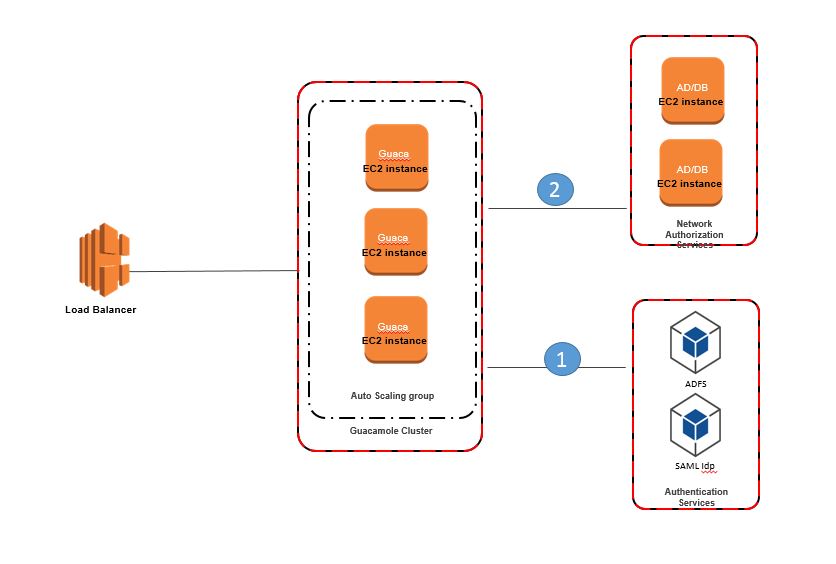 Load Balancer
Guaca
EC2 instance
Guaca
EC2 instance
Guaca
EC2 instance
Auto Scaling group
Guacamole Cluster
2
1
AD/DB
EC2 instance
AD/DB
EC2 instance
Network
Authorization
Services
ADFS
SAML Idp
Authentication
Services